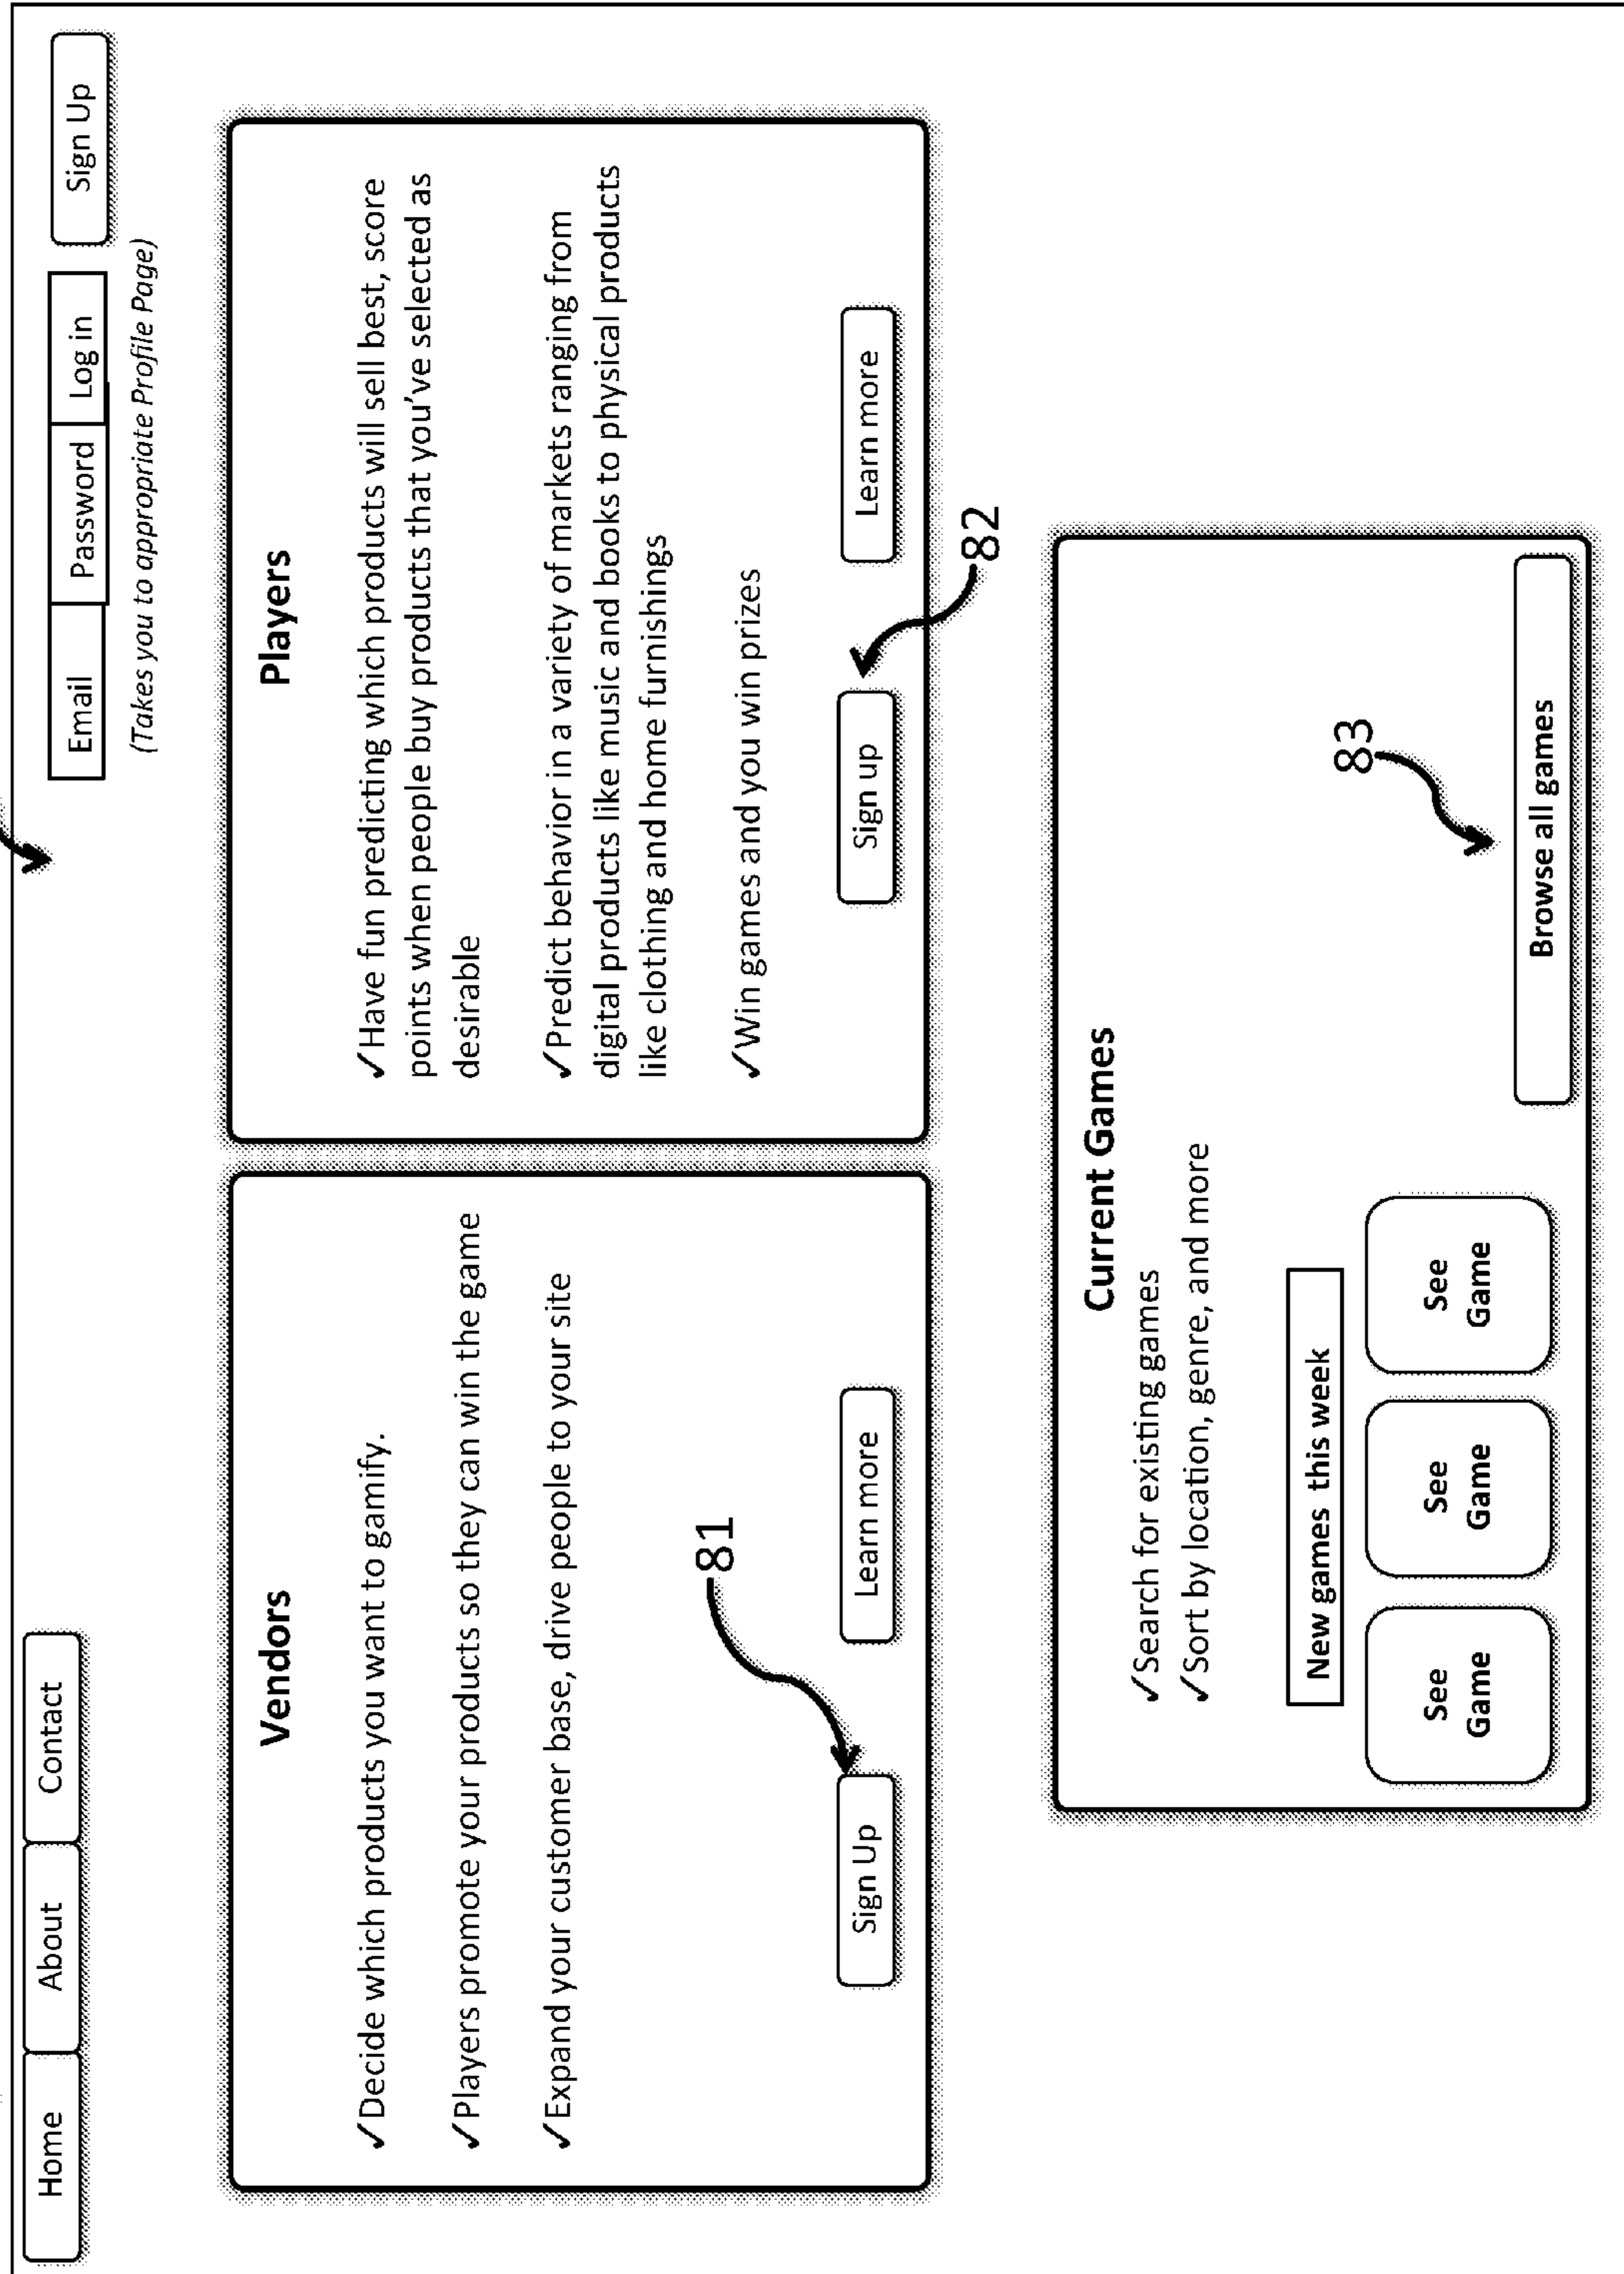 Home
About
Contact
Email
Password
Log in
Sign Up
(Takes you to appropriate Profile Page)
Vendors
✓Decide which products you want to gamify.
✓Players promote your products so they can win the game
✓Expand your customer base, drive people to your site
81
Sign Up
Learn more
Players
✓Have fun predicting which products will sell best, score
points when people buy products that you've selected as
desirable
✓Predict behavior in a variety of markets ranging from
digital products like music and books to physical products
like clothing and home furnishings
✓Win games and you win prizes
Sign up
Learn more
82
Current Games
✓Search for existing games
✓Sort by location, genre, and more
New games this week
See
Game
See
Game
See
Game
83
Browse all games